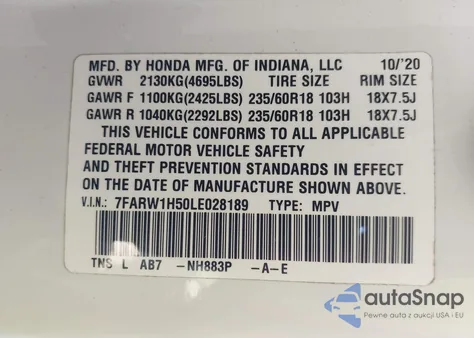 MFD. BY HONDA MFG. OF INDIANA, LLC 10/'20
GVWR 2130KG(4695LBS) TIRE SIZE RIM SIZE
GAWR F 1100KG(2425LBS) 235/60R18 103H 18X7.5J
GAWR R 1040KG(2292LBS) 235/60R18 103H 18X7.5J
THIS VEHICLE CONFORMS TO ALL APPLICABLE
FEDERAL MOTOR VEHICLE SAFETY
AND THEFT PREVENTION STANDARDS IN EFFECT
ON THE DATE OF MANUFACTURE SHOWN ABOVE.
V.I.N.: 7FARW1H50LE028189 TYPE: MPV
TNS L AB7 -NH883P -A-E
autoSnap
Pewne auta z aukcji USA i EU